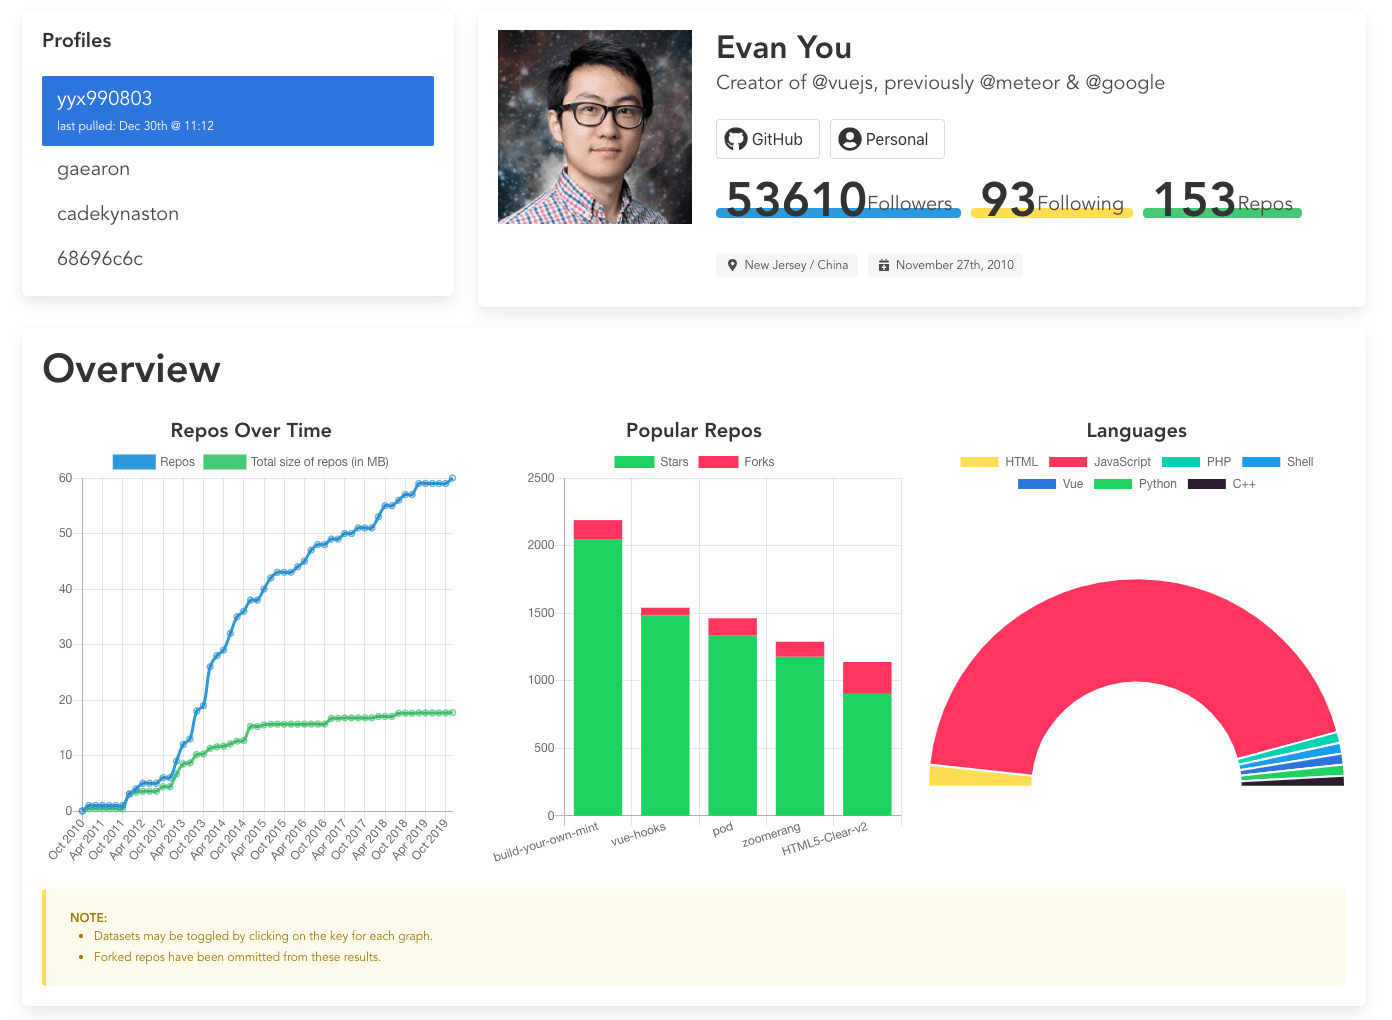 Profiles
yyx990803
last pulled: Dec 30th @ 11:12
gaearon
cadekynaston
68696c6c
Evan You
Creator of @vuejs, previously @meteor & @google
GitHub Personal
53610 Followers 93 Following 153 Repos
New Jersey / China November 27th, 2010
Overview
Repos Over Time
Repos Total size of repos (in MB)
60
50
40
30
20
10
0
Oct 2010 Apr 2011 Oct 2011 Apr 2012 Oct 2012 Apr 2013 Oct 2013 Apr 2014 Oct 2014 Apr 2015 Oct 2015 Apr 2016 Oct 2016 Apr 2017 Oct 2017 Apr 2018 Oct 2018 Apr 2019 Oct 2019
Popular Repos
Stars Forks
2500
2000
1500
1000
500
0
build-your-own-mint vue-hooks pod zoomerang HTML5-Clear-v2
Languages
HTML JavaScript PHP Shell
Vue Python C++
NOTE:
• Datasets may be toggled by clicking on the key for each graph.
• Forked repos have been ommitted from these results.